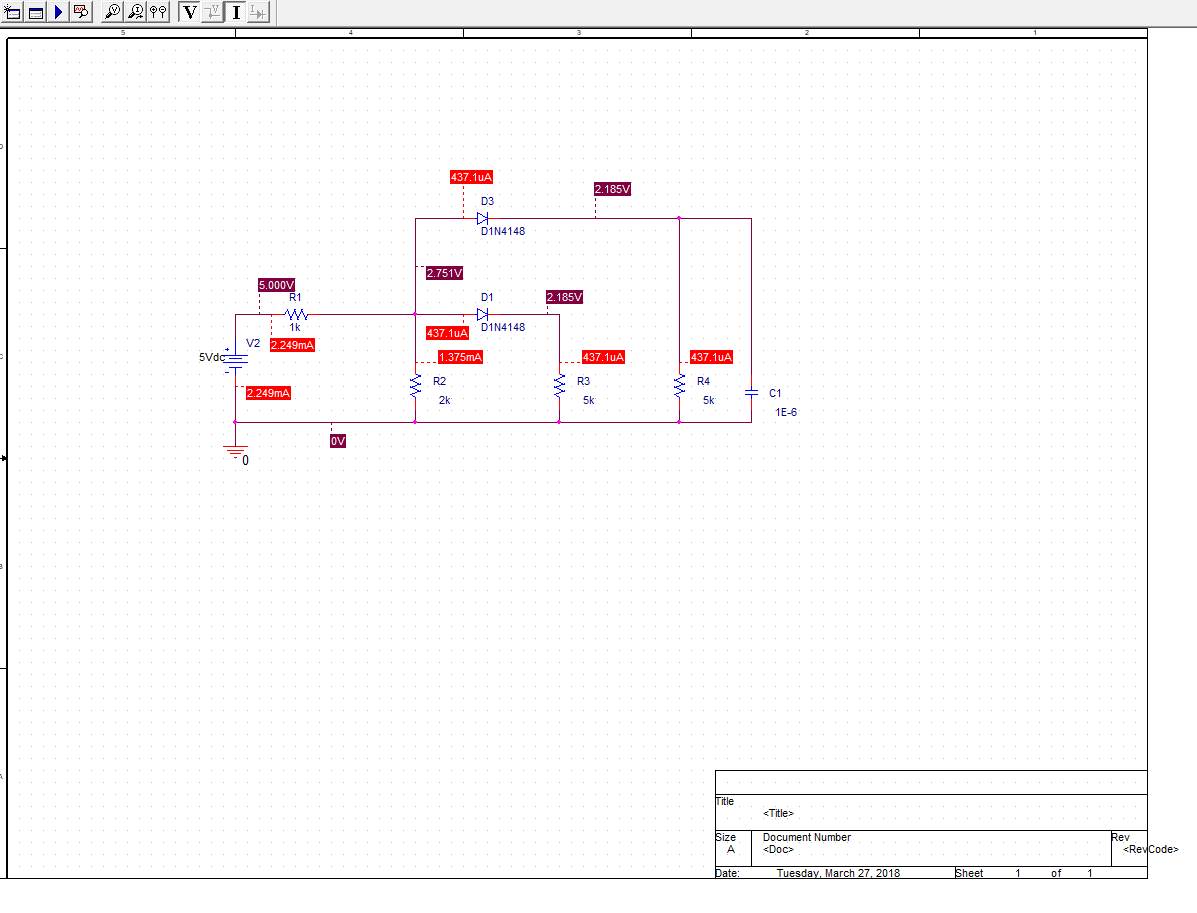 V V I
5 4 3 2 1
D
437.1uA
2.185V
D3
D1N4148
2.751V
5.000V
R1
D1
2.185V
1k
D1N4148
437.1uA
V2
2.249mA
5Vdc
+
-
1.375mA
437.1uA
437.1uA
C
R2
R3
R4
2.249mA
C1
2k
5k
5k
1E-6
0V
0
B
A
Title
<Title>
Size
Document Number
Rev
A
<Doc>
<RevCode>
Date:
Tuesday, March 27, 2018
Sheet
1
of
1